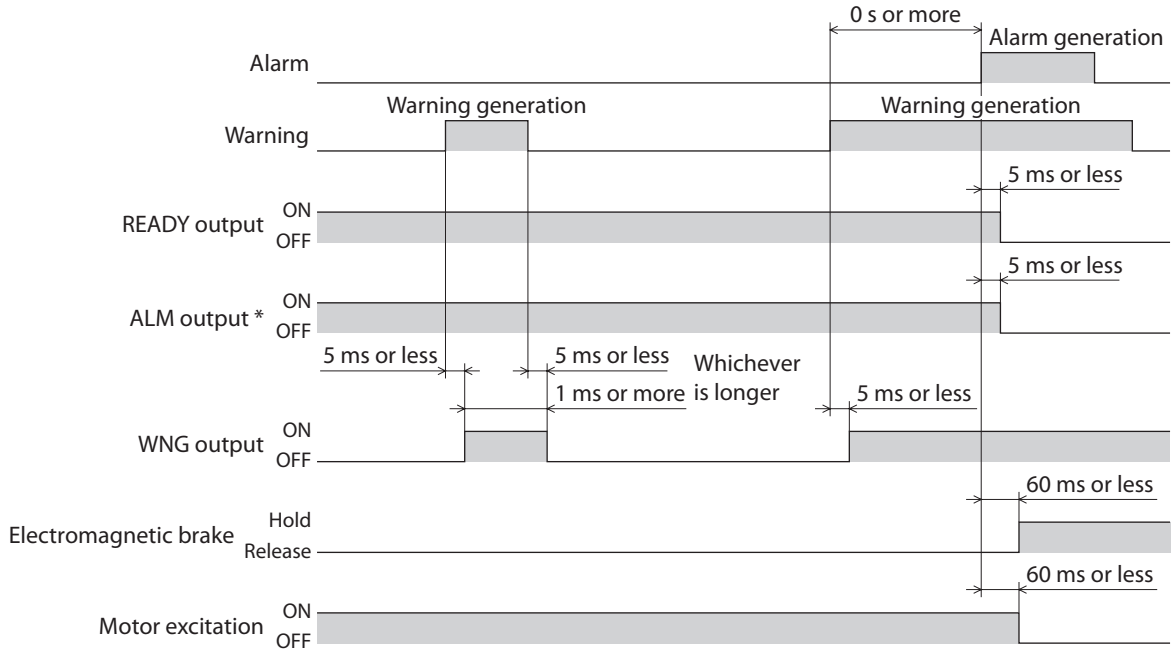 0 s or more
Alarm generation
Alarm
Warning generation
Warning generation
Warning
5 ms or less
READY output
ON
OFF
5 ms or less
ALM output *
ON
OFF
5 ms or less
5 ms or less
Whichever
is longer
1 ms or more
5 ms or less
WNG output
ON
OFF
60 ms or less
Electromagnetic brake
Hold
Release
60 ms or less
Motor excitation
ON
OFF